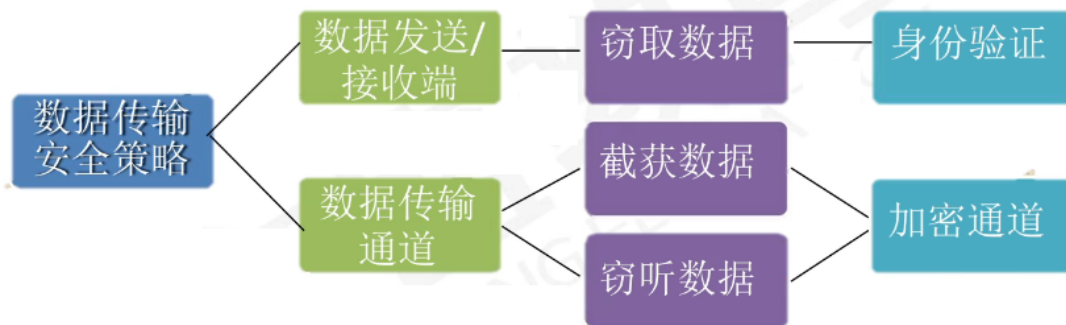 数据发送/
接收端
窃取数据
身份验证
数据传输
安全策略
截获数据
数据传输
通道
加密通道
窃听数据